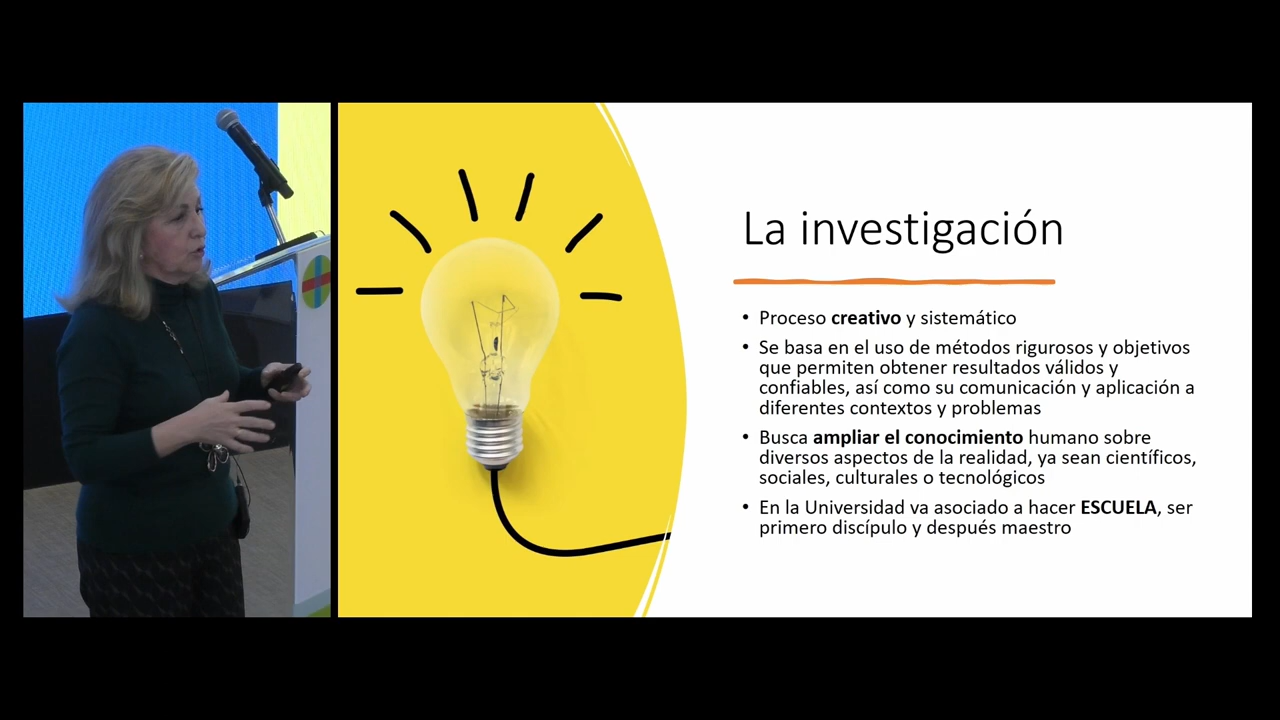 La investigación
• Proceso creativo y sistemático
• Se basa en el uso de métodos rigurosos y objetivos
que permiten obtener resultados válidos y
confiables, así como su comunicación y aplicación a
diferentes contextos y problemas
• Busca ampliar el conocimiento humano sobre
diversos aspectos de la realidad, ya sean científicos,
sociales, culturales o tecnológicos
• En la Universidad va asociado a hacer ESCUELA, ser
primero discípulo y después maestro